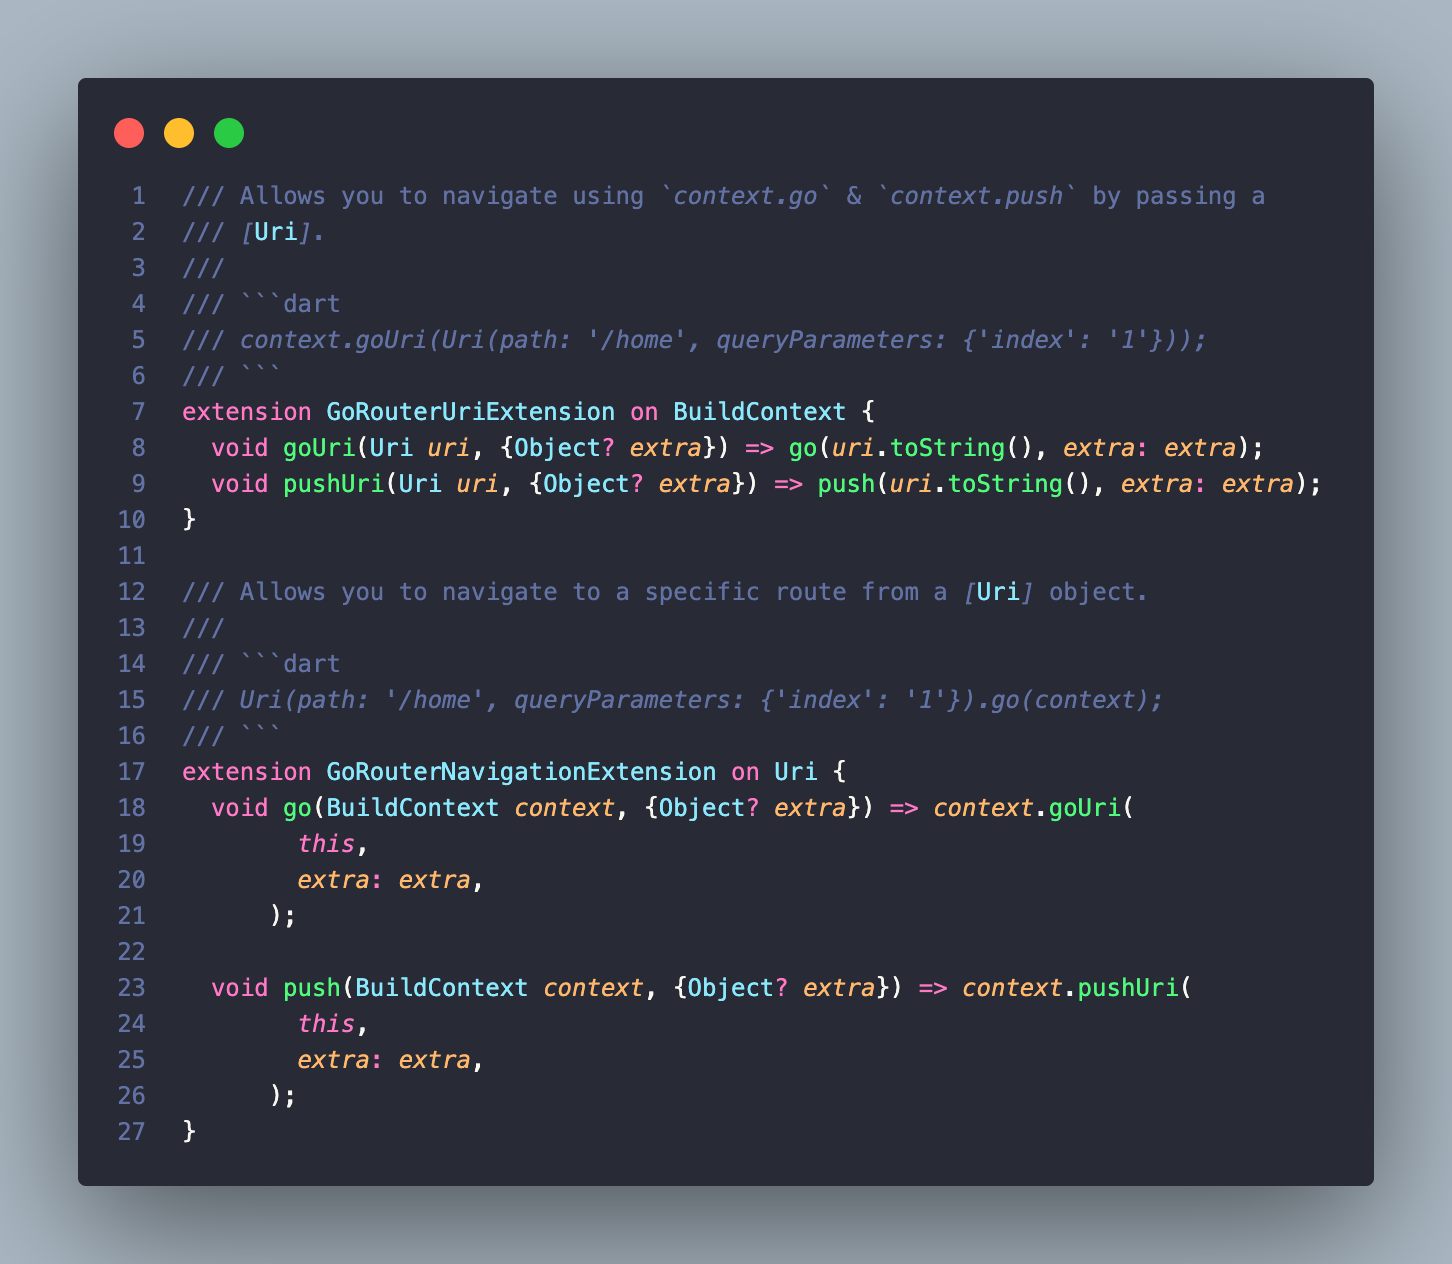 1 /// Allows you to navigate using `context.go` & `context.push` by passing a
2 /// [Uri].
3 ///
4 /// ```dart
5 /// context.goUri(Uri(path: '/home', queryParameters: {'index': '1'}));
6 /// ```
7 extension GoRouterUriExtension on BuildContext {
8   void goUri(Uri uri, {Object? extra}) => go(uri.toString(), extra: extra);
9   void pushUri(Uri uri, {Object? extra}) => push(uri.toString(), extra: extra);
10 }
11
12 /// Allows you to navigate to a specific route from a [Uri] object.
13 ///
14 /// ```dart
15 /// Uri(path: '/home', queryParameters: {'index': '1'}).go(context);
16 /// ```
17 extension GoRouterNavigationExtension on Uri {
18   void go(BuildContext context, {Object? extra}) => context.goUri(
19         this,
20         extra: extra,
21       );
22
23   void push(BuildContext context, {Object? extra}) => context.pushUri(
24         this,
25         extra: extra,
26       );
27 }